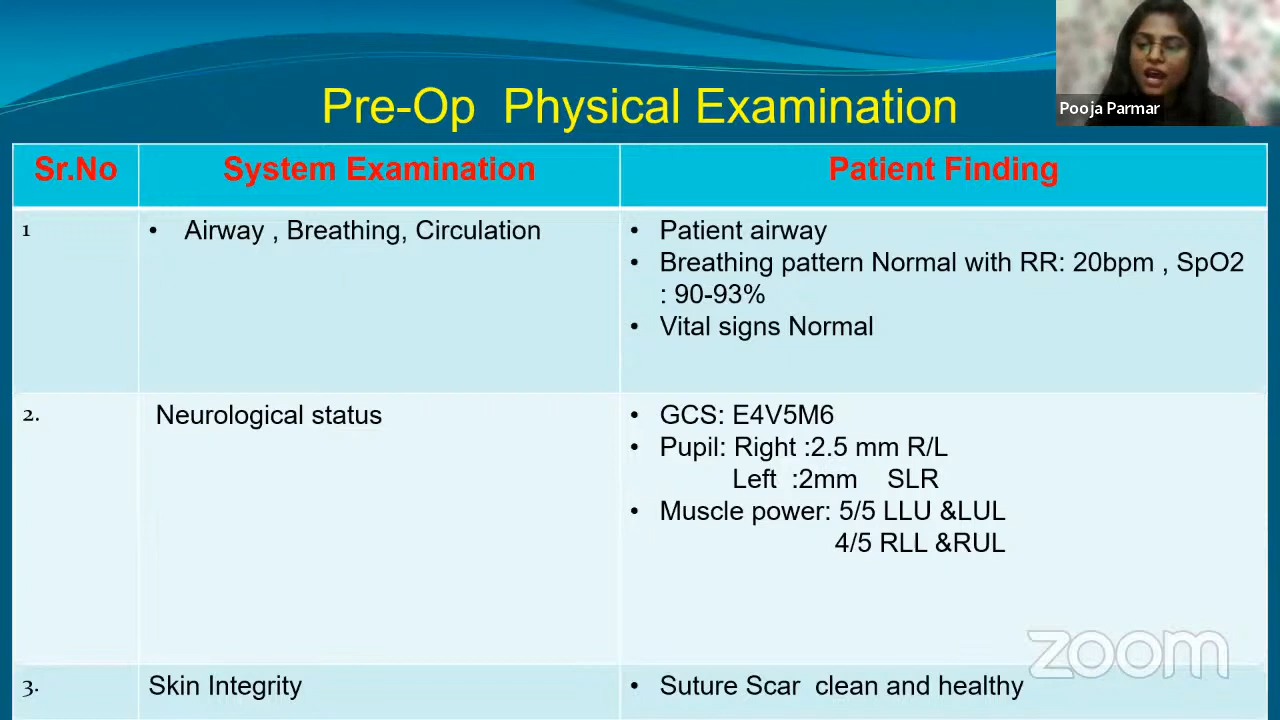 Pre-Op Physical Examination
Pooja Parmar
Sr.No System Examination Patient Finding
1 • Airway , Breathing, Circulation • Patient airway
• Breathing pattern Normal with RR: 20bpm , SpO2
: 90-93%
• Vital signs Normal
2. Neurological status • GCS: E4V5M6
• Pupil: Right :2.5 mm R/L
Left :2mm SLR
• Muscle power: 5/5 LLU &LUL
4/5 RLL &RUL
zoom
3. Skin Integrity • Suture Scar clean and healthy